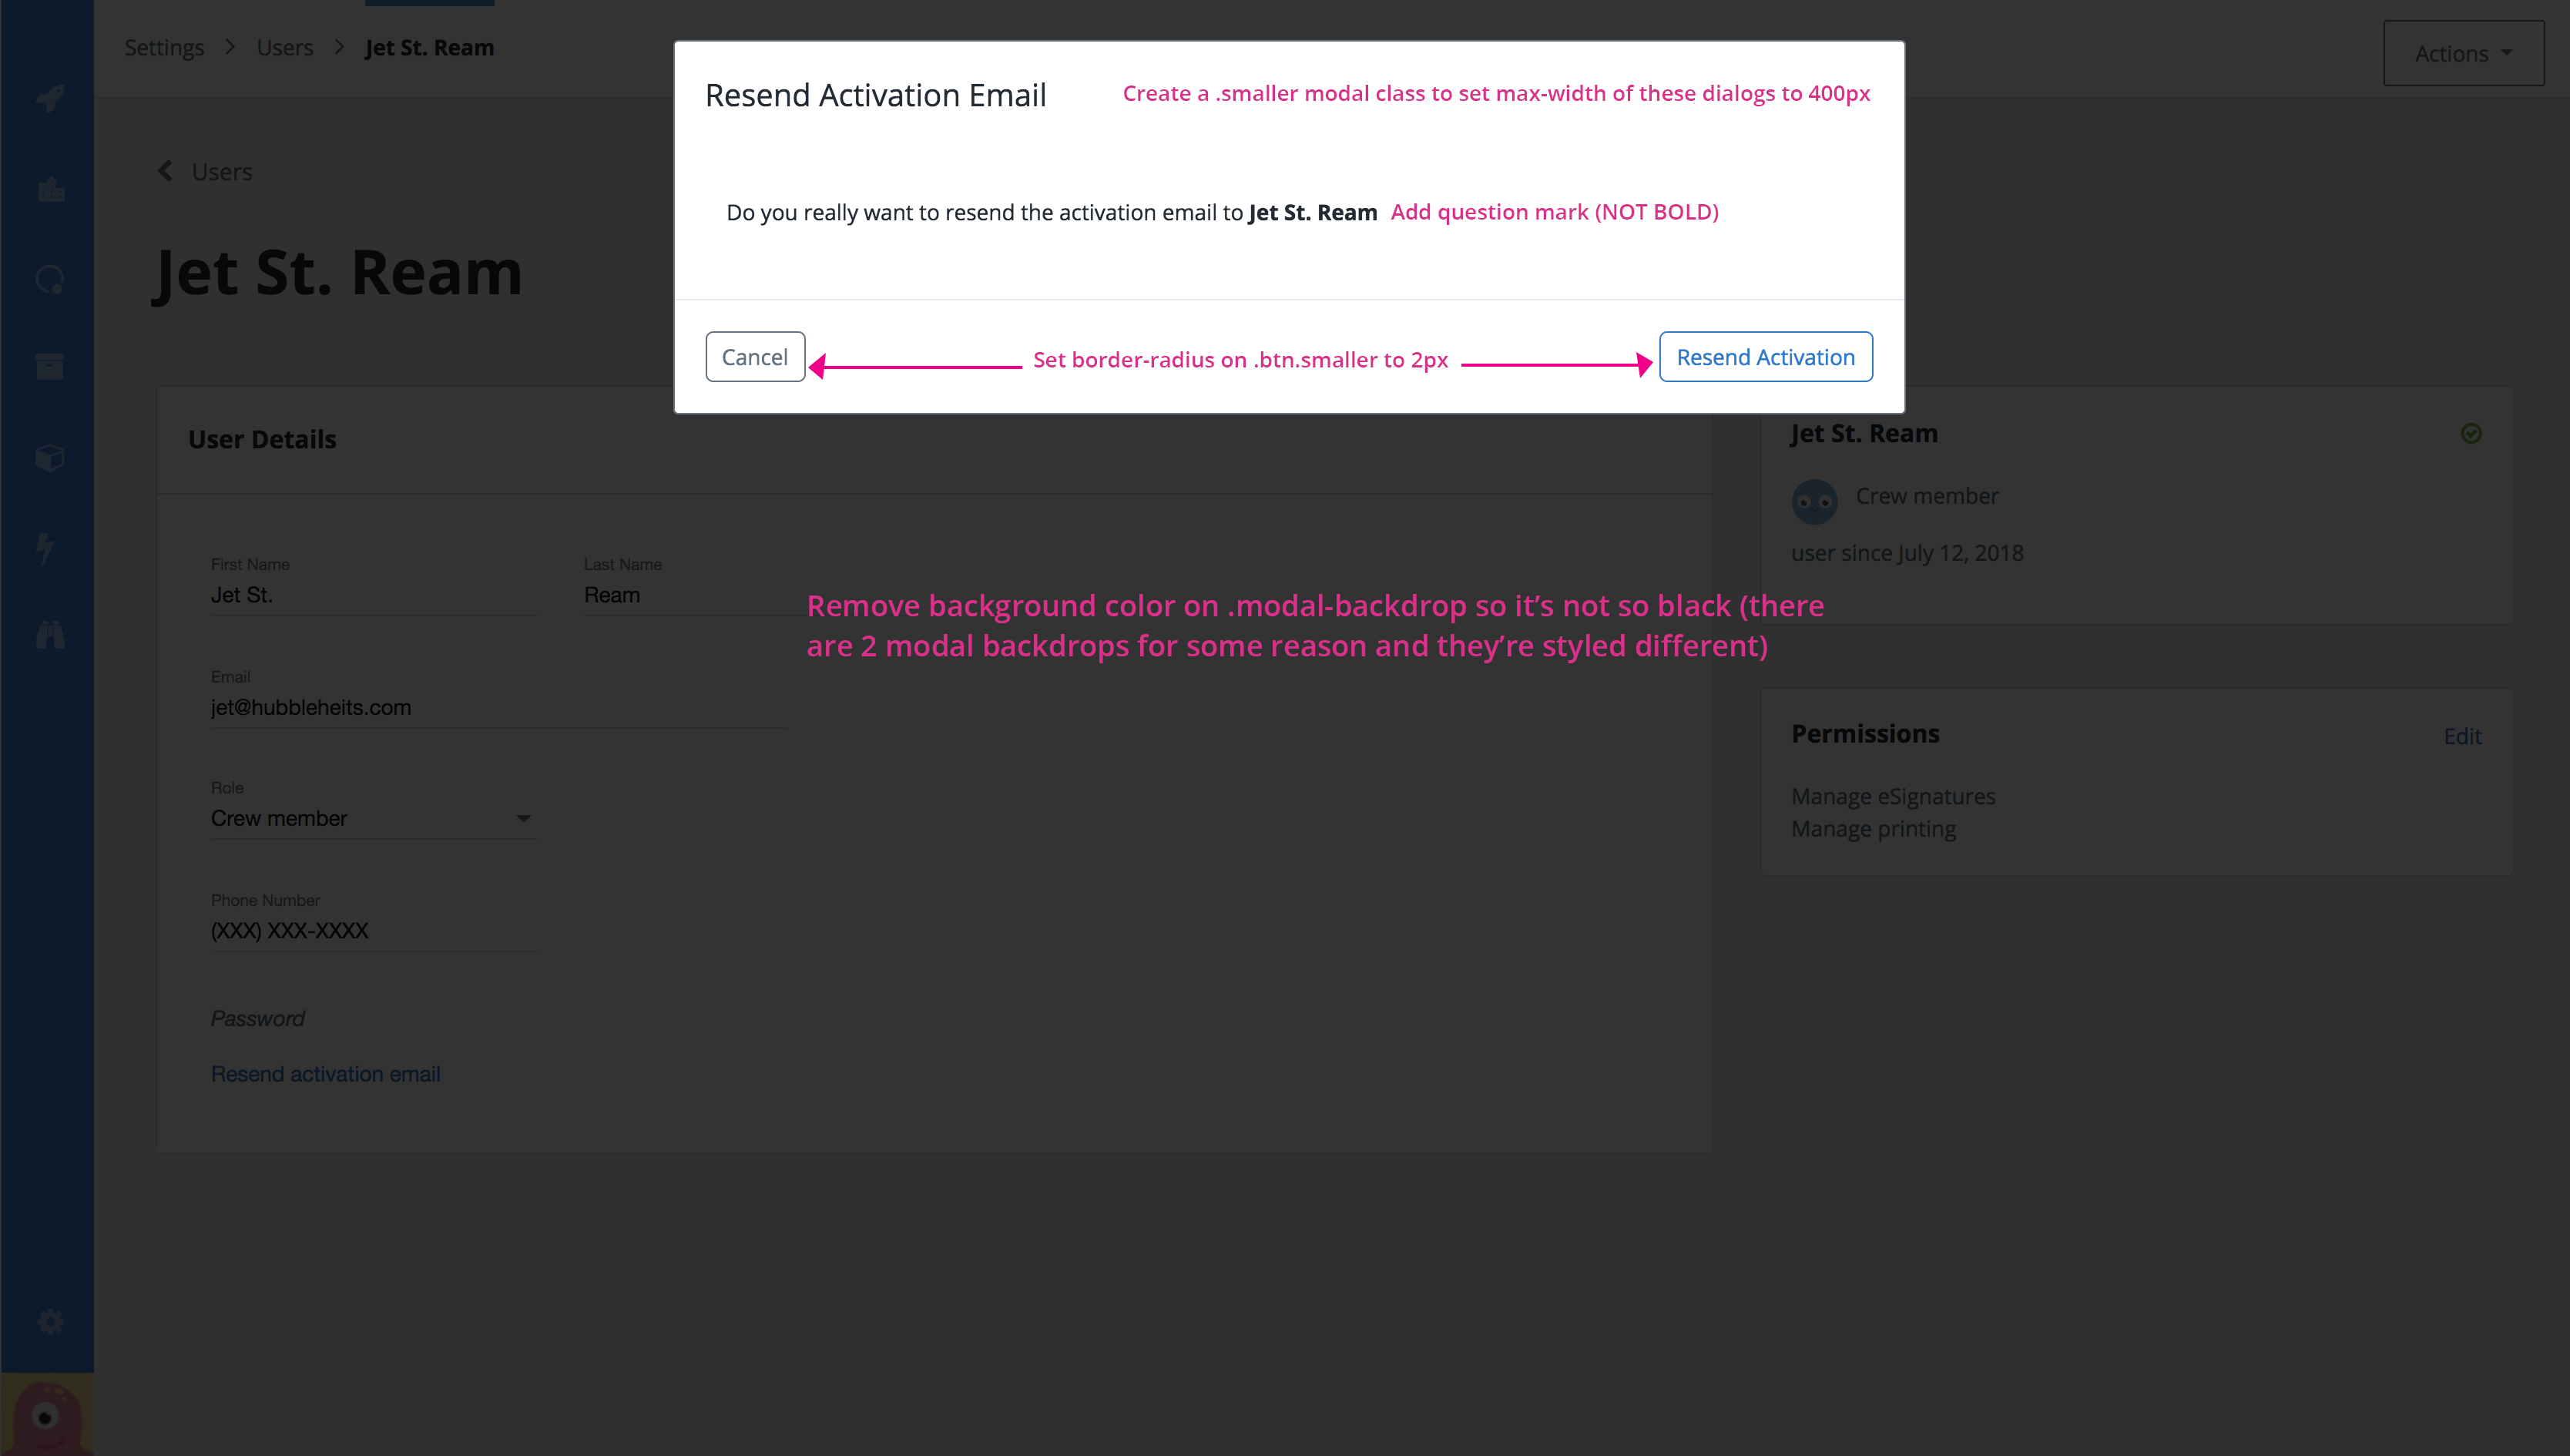 Settings > Users > Jet St. Ream
Actions
Resend Activation Email
Create a .smaller modal class to set max-width of these dialogs to 400px
Users
Do you really want to resend the activation email to Jet St. Ream
Add question mark (NOT BOLD)
Jet St. Ream
Cancel
Set border-radius on .btn.smaller to 2px
Resend Activation
User Details
First Name
Jet St.
Last Name
Ream
Remove background color on .modal-backdrop so it’s not so black (there
are 2 modal backdrops for some reason and they’re styled different)
Email
jet@hubbleheits.com
Role
Crew member
Phone Number
(XXX) XXX-XXXX
Password
Resend activation email
Jet St. Ream
Crew member
user since July 12, 2018
Permissions
Edit
Manage eSignatures
Manage printing